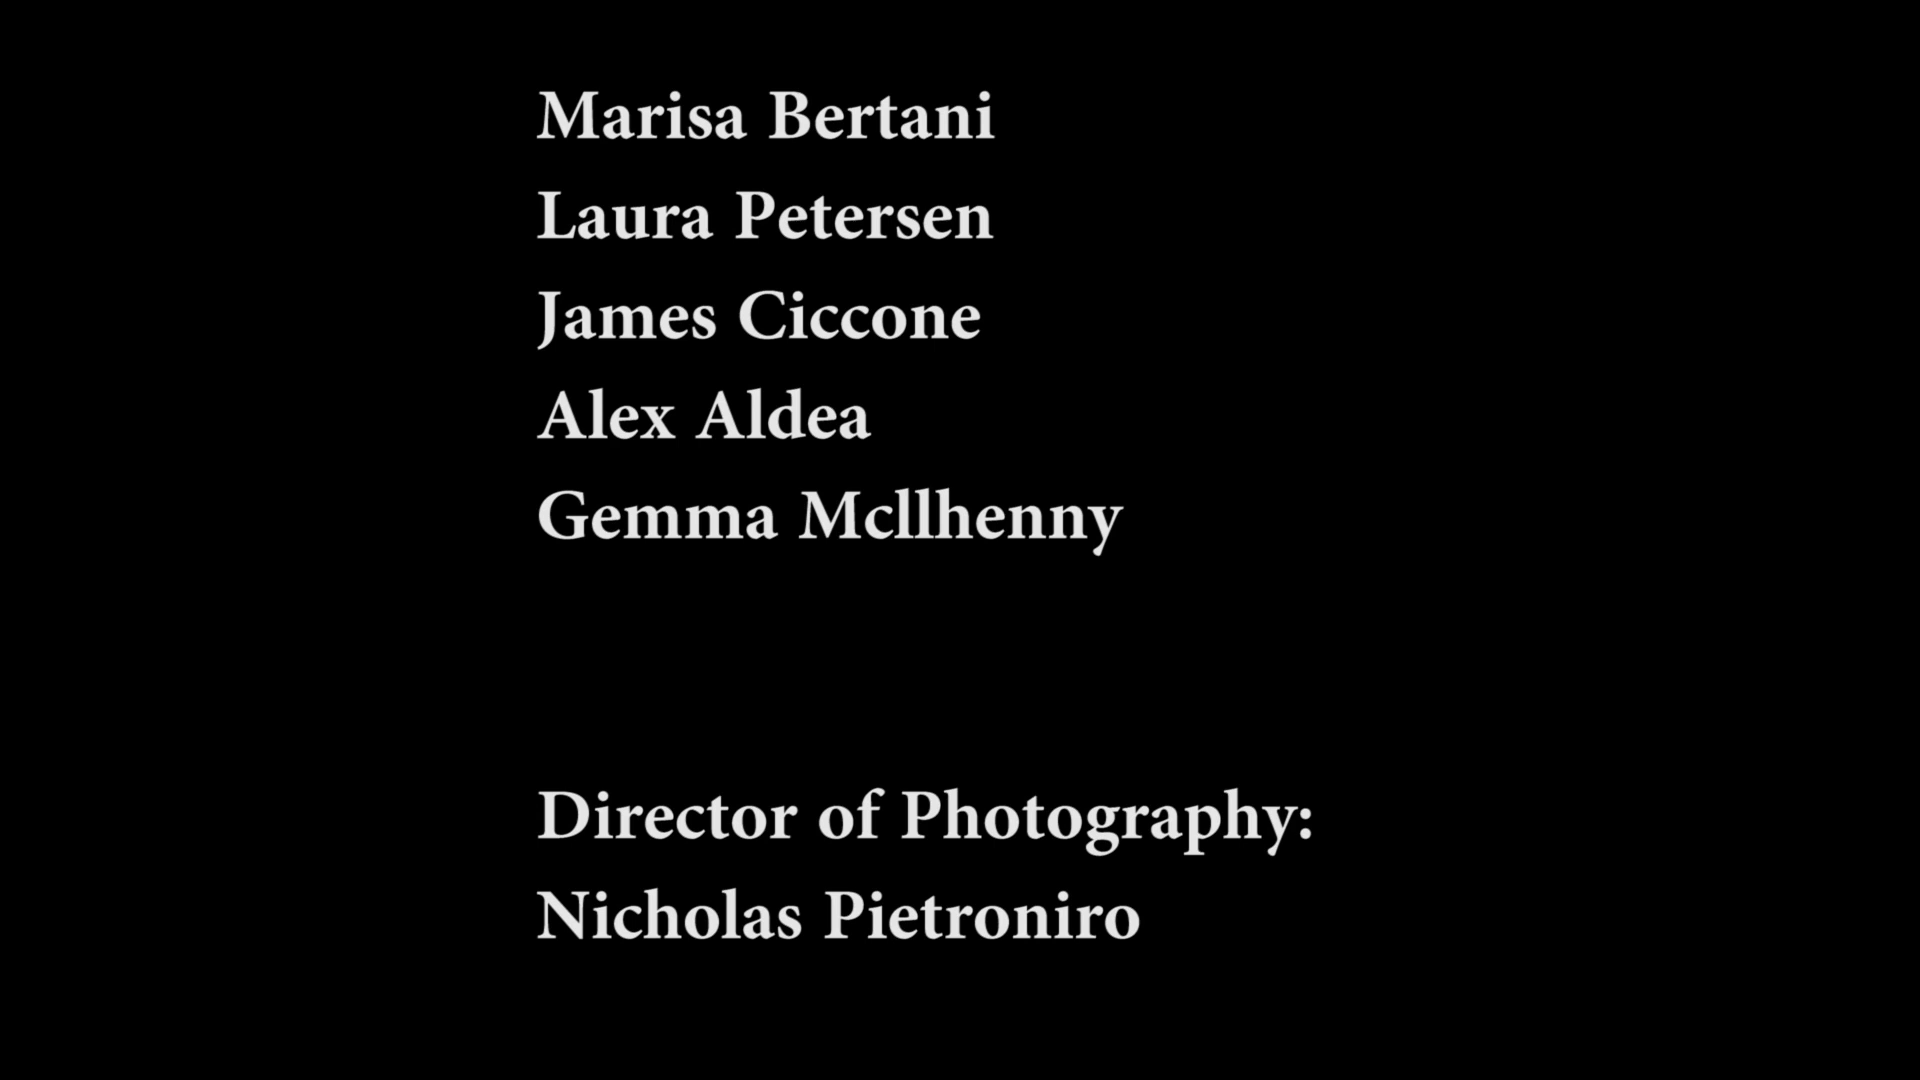 Marisa Bertani
Laura Petersen
James Ciccone
Alex Aldea
Gemma Mcllhenny
Director of Photography:
Nicholas Pietroniro